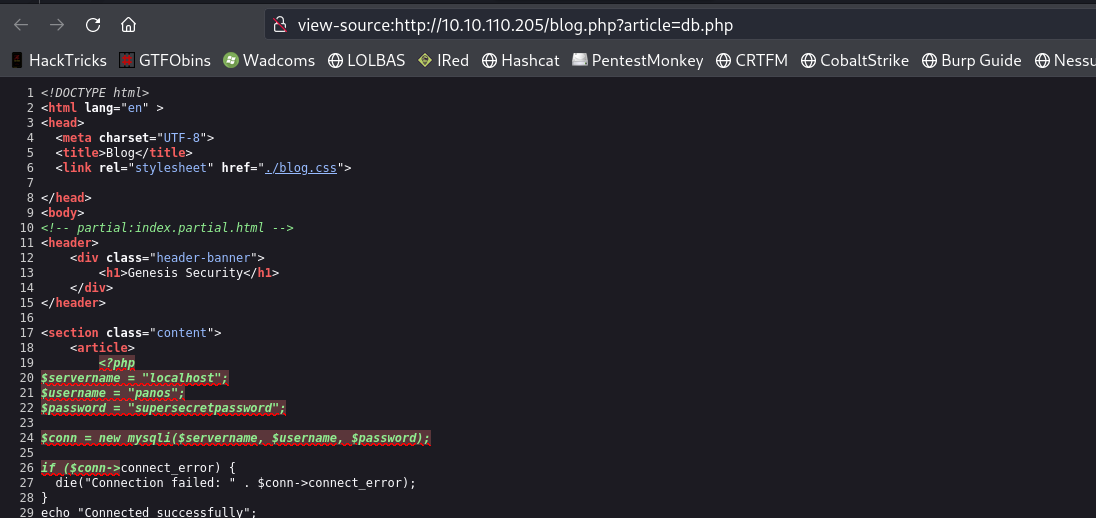 view-source:http://10.10.110.205/blog.php?article=db.php
HackTricks GTFObins Wadcoms LOLBAS IRed Hashcat PentestMonkey CRTFM CobaltStrike Burp Guide Nessu
1 <!DOCTYPE html>
2 <html lang="en" >
3 <head>
4 <meta charset="UTF-8">
5 <title>Blog</title>
6 <link rel="stylesheet" href="./blog.css">
7
8 </head>
9 <body>
10 <!-- partial:index.partial.html -->
11 <header>
12 <div class="header-banner">
13 <h1>Genesis Security</h1>
14 </div>
15 </header>
16
17 <section class="content">
18 <article>
19 <?php
20 $servername = "localhost";
21 $username = "panos";
22 $password = "supersecretpassword";
23
24 $conn = new mysqli($servername, $username, $password);
25
26 if ($conn->connect_error) {
27 die("Connection failed: " . $conn->connect_error);
28 }
29 echo "Connected successfully";